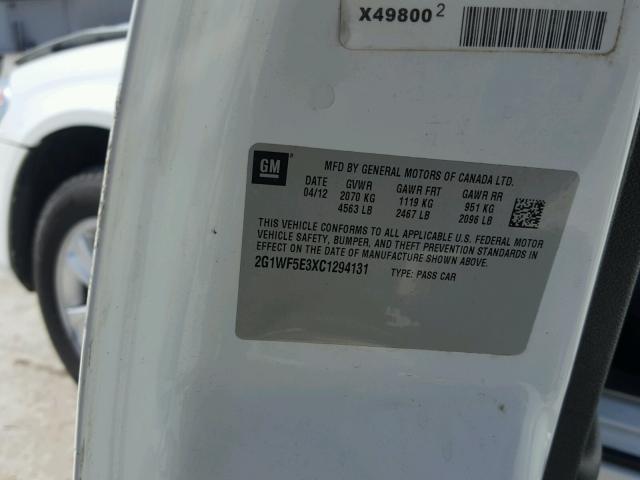 X49800 2
GM
MFD BY GENERAL MOTORS OF CANADA LTD.
DATE GVWR GAWR FRT GAWR RR
04/12 2070 KG 1119 KG 951 KG
4563 LB 2467 LB 2096 LB
THIS VEHICLE CONFORMS TO ALL APPLICABLE U.S. FEDERAL MOTOR
VEHICLE SAFETY, BUMPER, AND THEFT PREVENTION STANDARDS IN
EFFECT ON THE DATE OF MANUFACTURE SHOWN ABOVE.
2G1WF5E3XC1294131 TYPE: PASS CAR